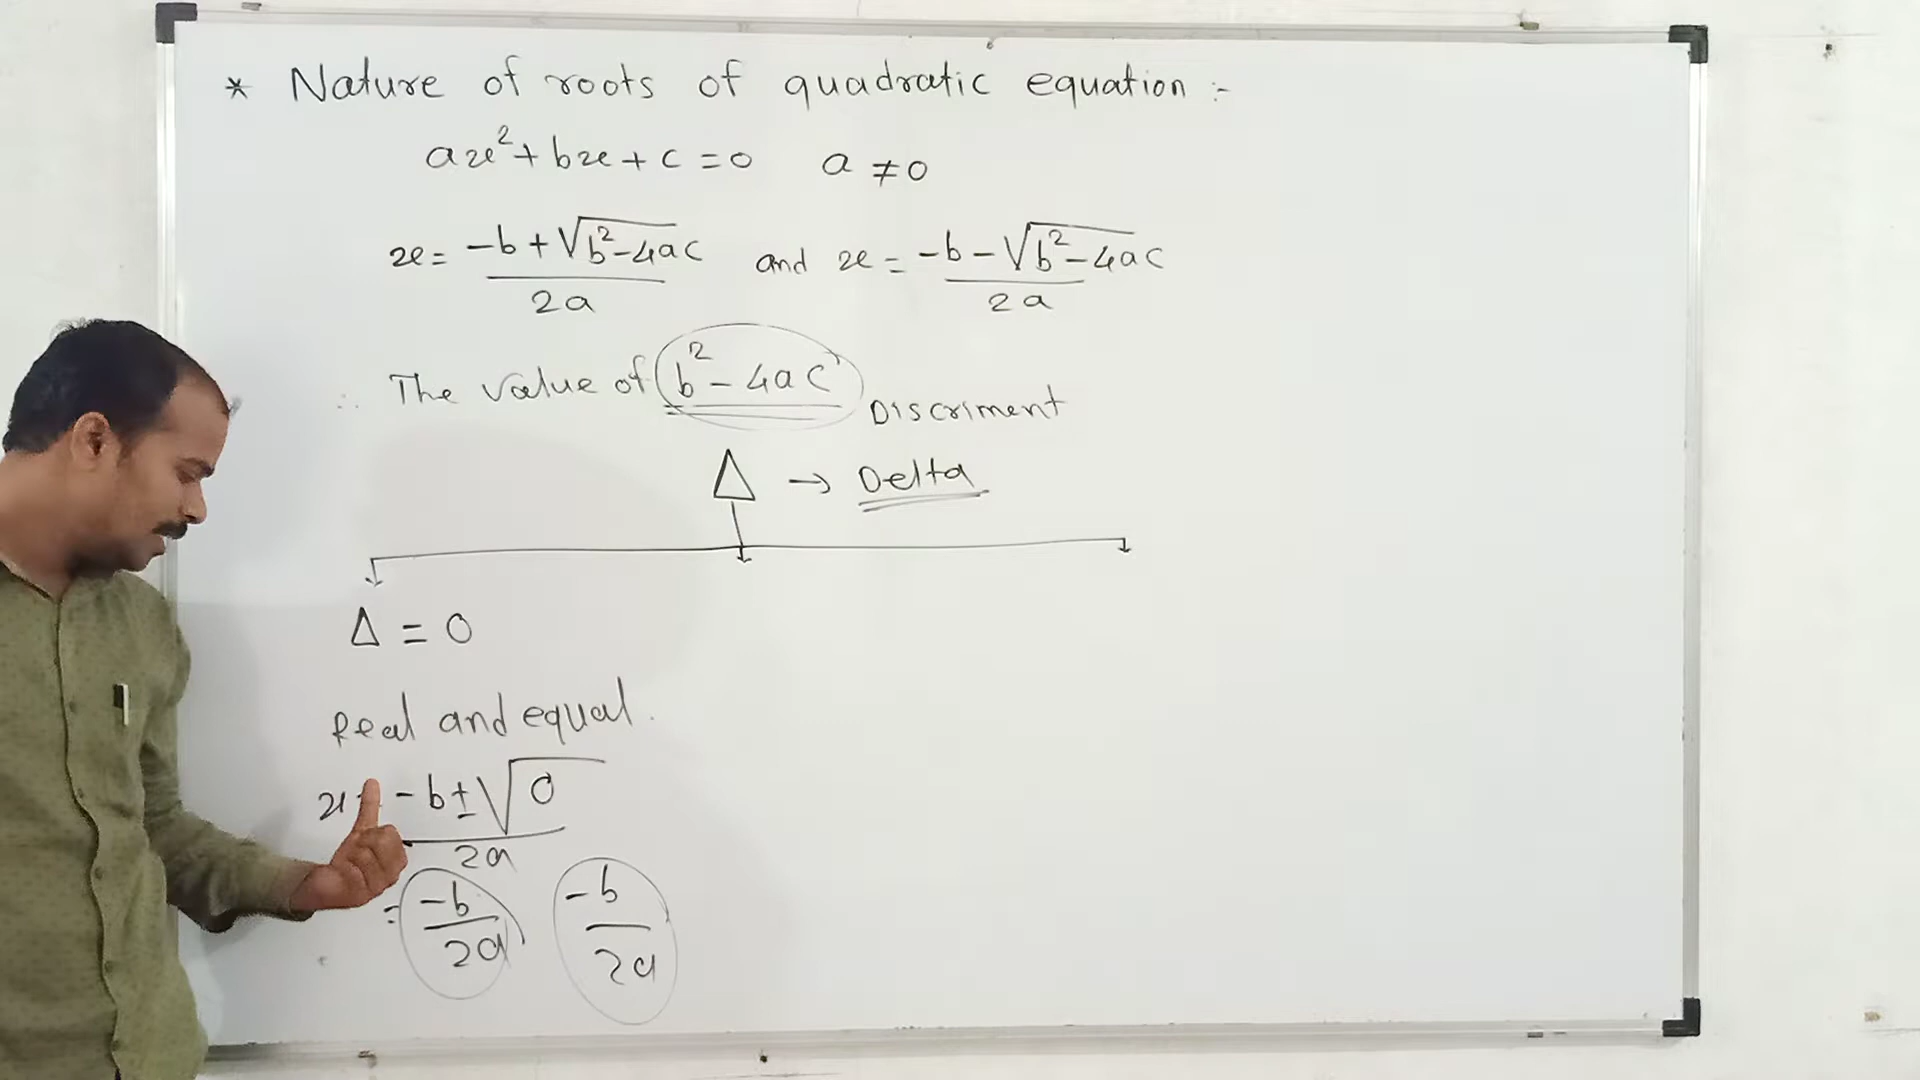 * Nature of roots of quadratic equation :-
ax²+bx+c=0 a≠0
x= -b+√b²-4ac / 2a and x= -b-√b²-4ac / 2a
∴ The value of b²-4ac Discriment
Δ → Delta
Δ = 0
Real and equal.
x= -b±√0 / 2a
= -b/2a -b/2a